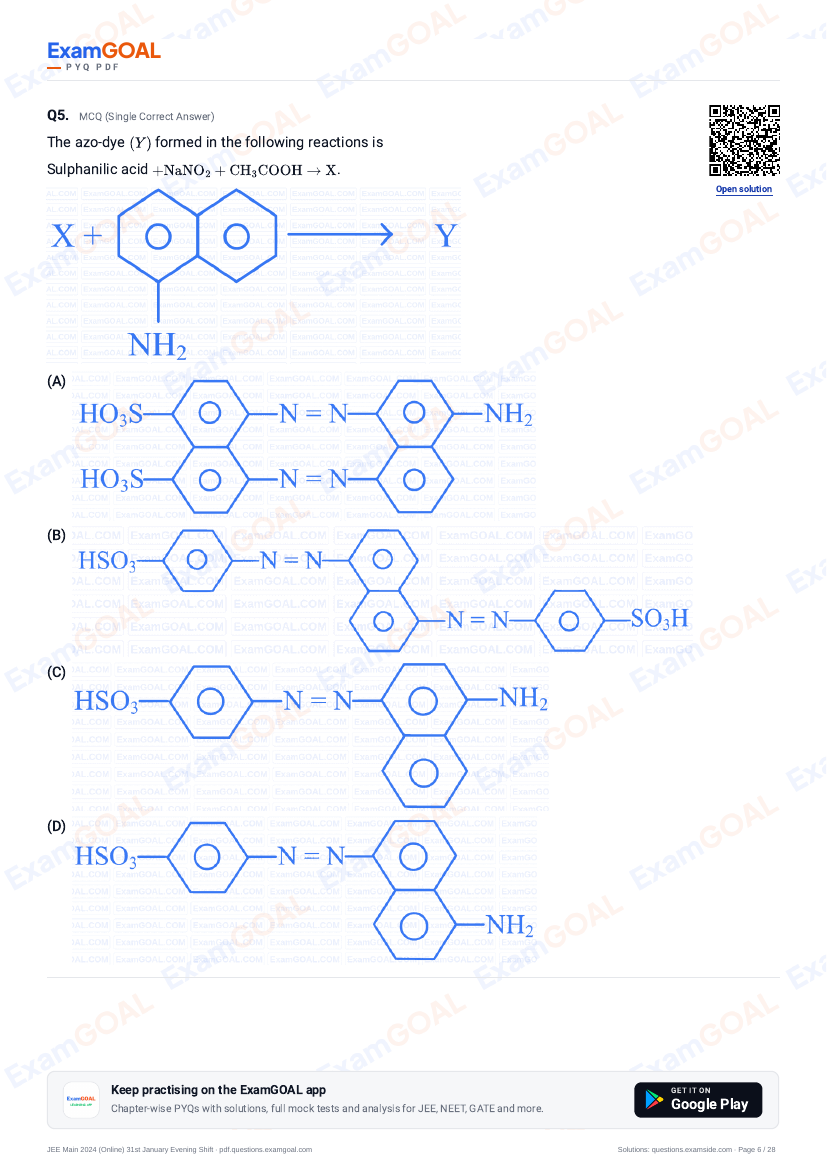 ExamGOAL
PYQ PDF
Q5. MCQ (Single Correct Answer)
The azo-dye (Y) formed in the following reactions is
Sulphanilic acid +NaNO₂ + CH₃COOH → X.
Open solution
X + → Y
NH₂
(A)
HO₃S N = N NH₂
HO₃S N = N
(B)
HSO₃ N = N
N = N SO₃H
(C)
HSO₃ N = N NH₂
(D)
HSO₃ N = N
NH₂
Keep practising on the ExamGOAL app
Chapter-wise PYQs with solutions, full mock tests and analysis for JEE, NEET, GATE and more.
GET IT ON
Google Play
JEE Main 2024 (Online) 31st January Evening Shift · pdf.questions.examgoal.com
Solutions: questions.examside.com · Page 6 / 28